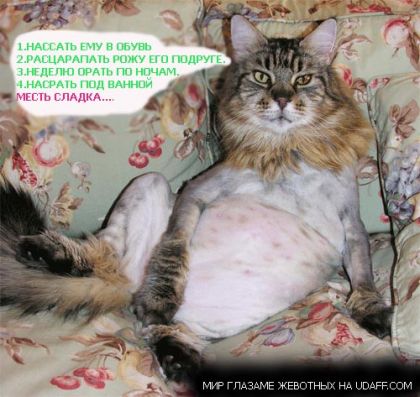 1.НАССАТЬ ЕМУ В ОБУВЬ
2.РАСЦАРАПАТЬ РОЖУ ЕГО ПОДРУГЕ.
3.НЕДЕЛЮ ОРАТЬ ПО НОЧАМ.
4.НАСРАТЬ ПОД ВАННОЙ
МЕСТЬ СЛАДКА....
МИР ГЛАЗАМЕ ЖЕВОТНЫХ НА UDAFF.COM